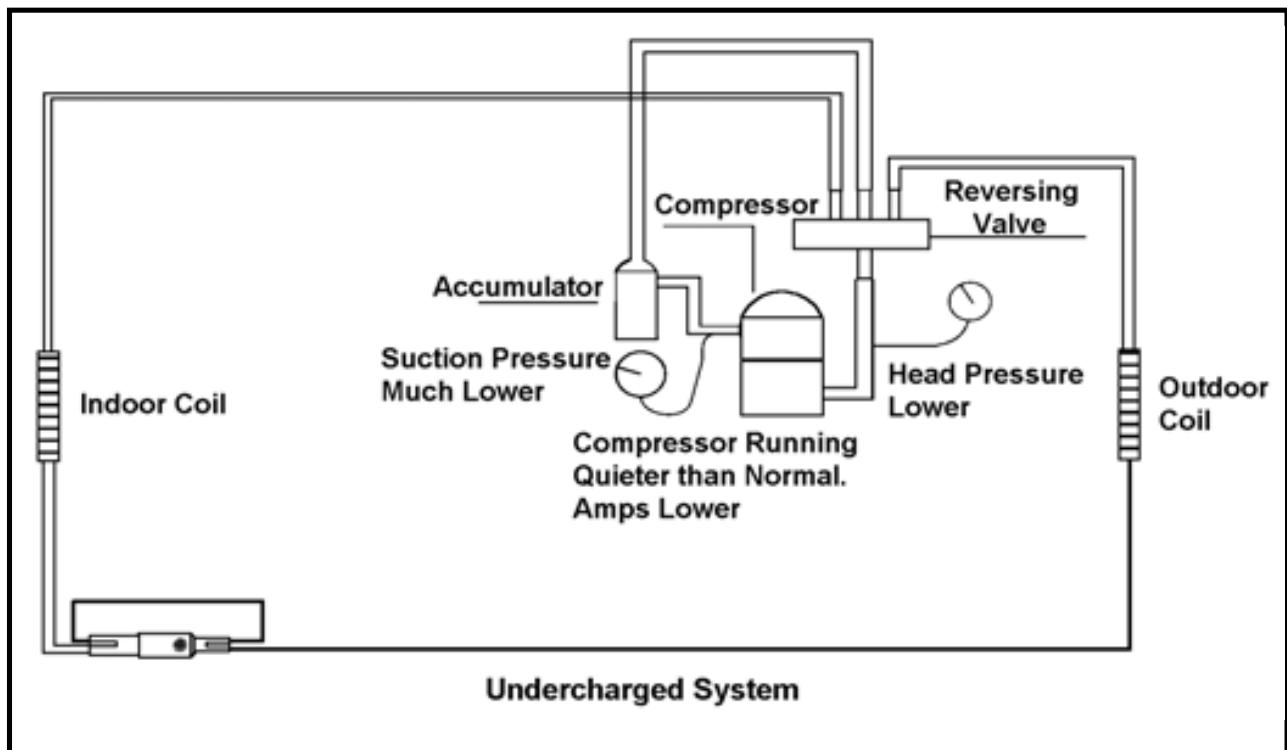 Reversing
Valve
Compressor
Accumulator
Suction Pressure
Much Lower
Head Pressure
Lower
Indoor Coil
Outdoor
Coil
Compressor Running
Quieter than Normal.
Amps Lower
Undercharged System